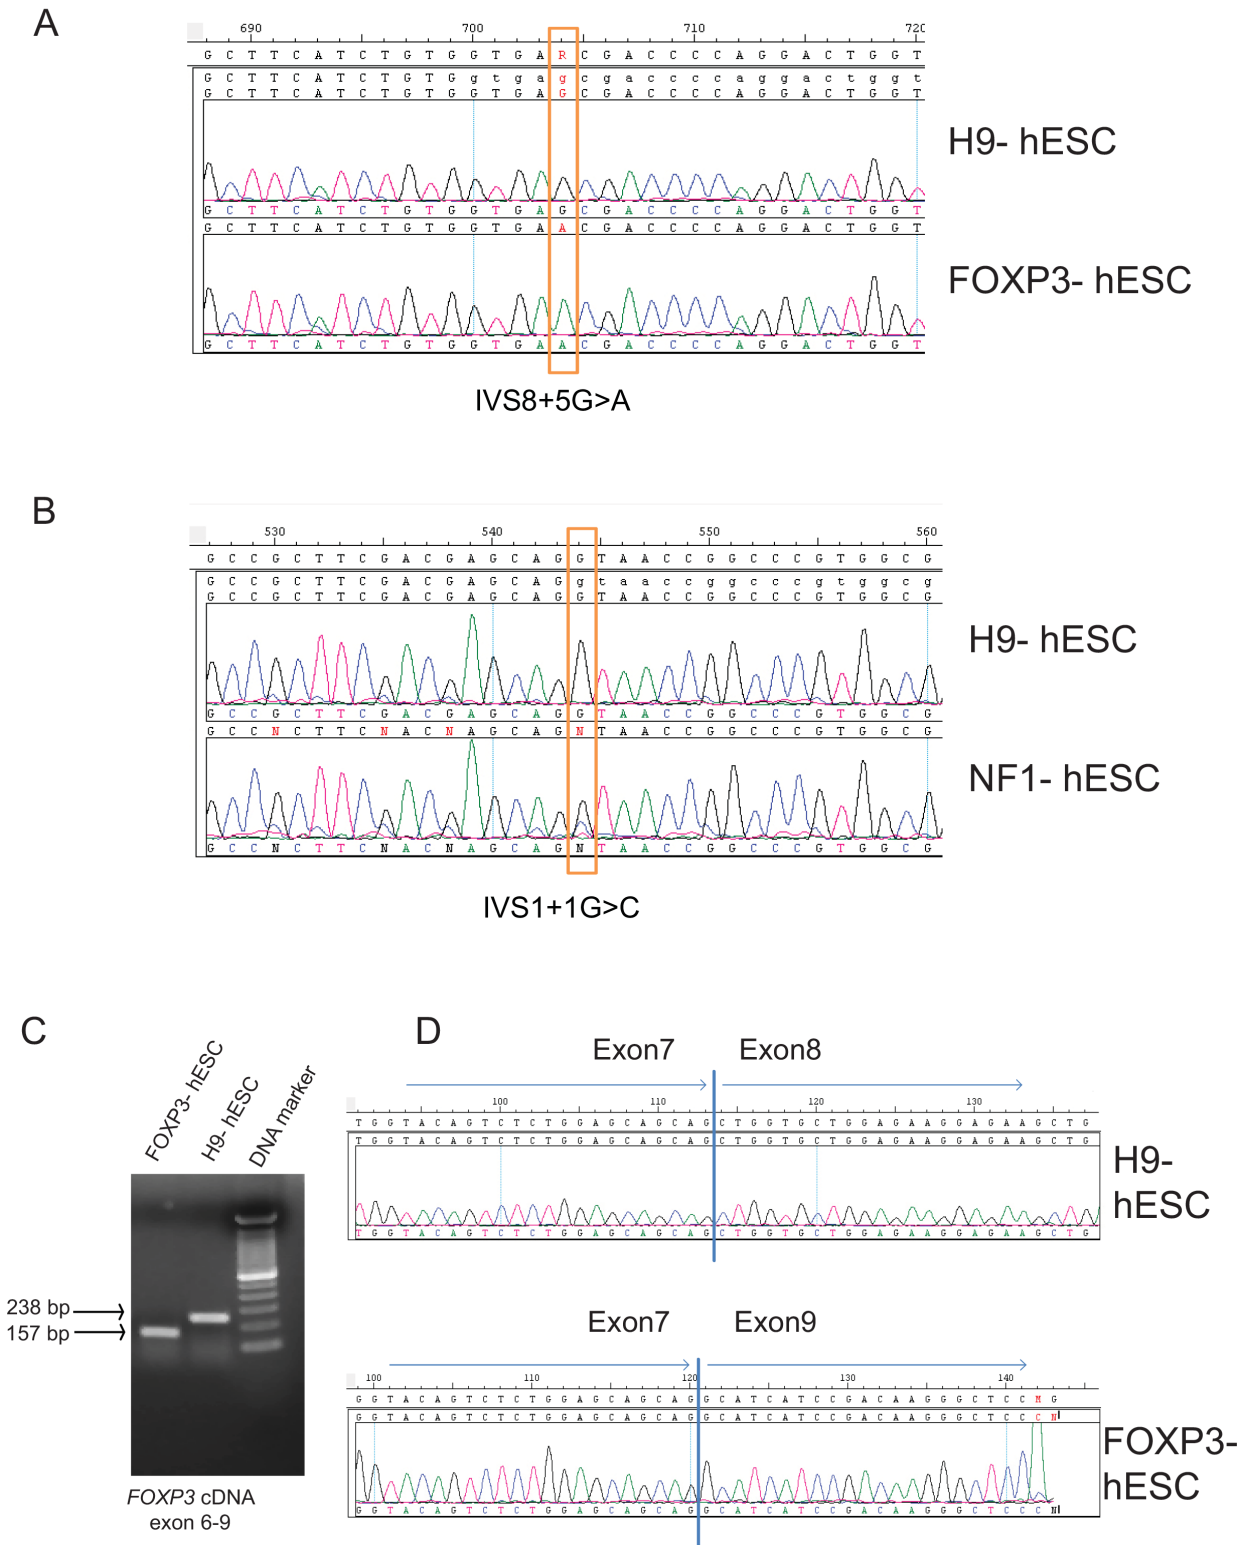 A
690 700 710 720
G C T T C A T C T G T G G T G A R C G A C C C C A G G A C T G G T
G C T T C A T C T G T G g t g a g c g a c c c c a g g a c t g g t
G C T T C A T C T G T G G T G A G C G A C C C C A G G A C T G G T
H9- hESC
G C T T C A T C T G T G G T G A G C G A C C C C A G G A C T G G T
G C T T C A T C T G T G G T G A A C G A C C C C A G G A C T G G T
FOXP3- hESC
G C T T C A T C T G T G G T G A A C G A C C C C A G G A C T G G T
IVS8+5G>A
B
530 540 550 560
G C C G C T T C G A C G A G C A G G T A A C C G G C C C G T G G C G
G C C G C T T C G A C G A G C A G g t a a c c g g c c c g t g g c g
G C C G C T T C G A C G A G C A G G T A A C C G G C C C G T G G C G
H9- hESC
G C C G C T T C G A C G A G C A G G T A A C C G G C C C G T G G C G
G C C N C T T C N A C N A G C A G N T A A C C G G C C C G T G G C G
NF1- hESC
G C C N C T T C N A C N A G C A G N T A A C C G G C C C G T G G C G
IVS1+1G>C
C
FOXP3- hESC
H9- hESC
DNA marker
238 bp
157 bp
FOXP3 cDNA
exon 6-9
D
Exon7 Exon8
100 110 120 130
T G G T A C A G T C T C T G G A G C A G C A G C T G G T G C T G G A G A A G G A G A A G C T G
T G G T A C A G T C T C T G G A G C A G C A G C T G G T G C T G G A G A A G G A G A A G C T G
H9-
hESC
T G G T A C A G T C T C T G G A G C A G C A G C T G G T G C T G G A G A A G G A G A A G C T G
Exon7 Exon9
100 110 120 130 140
G G T A C A G T C T C T G G A G C A G C A G G C A T C A T C C G A C A A G G G C T C C M G
G G T A C A G T C T C T G G A G C A G C A G G C A T C A T C C G A C A A G G G C T C C C N
FOXP3-
hESC
G G T A C A G T C T C T G G A G C A G C A G G C A T C A T C C G A C A A G G G C T C C C N